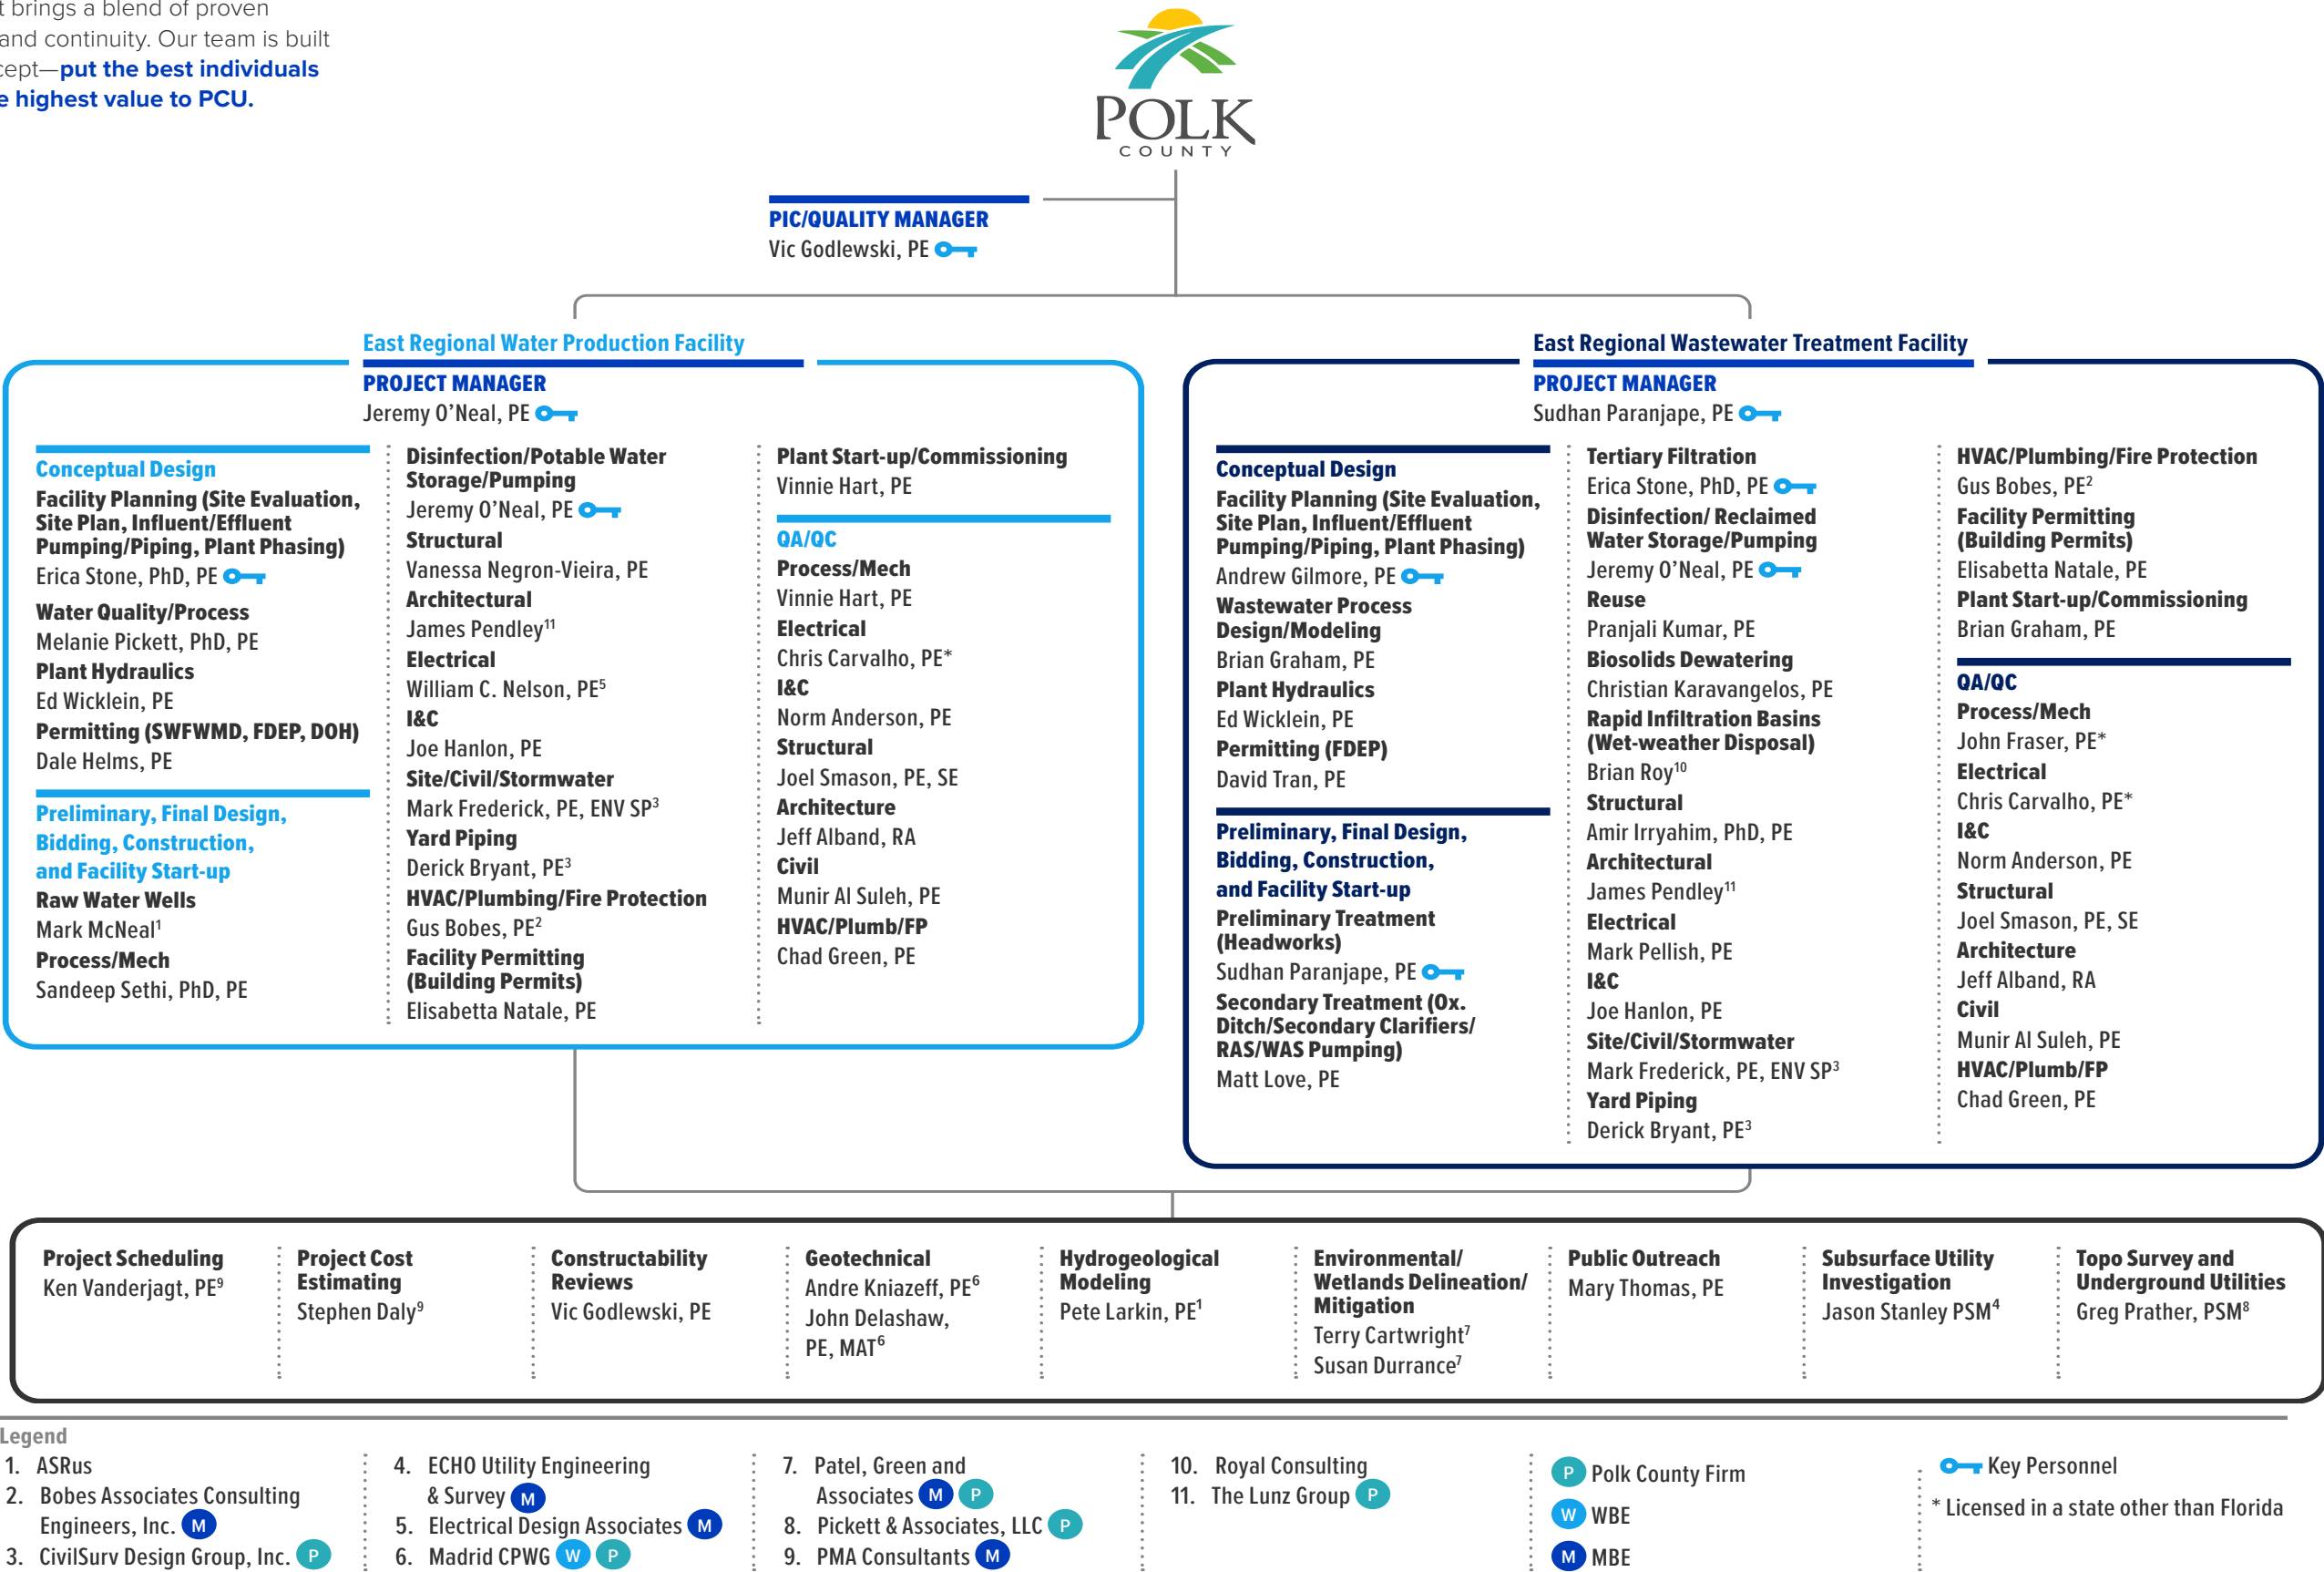 t brings a blend of proven
and continuity. Our team is built
cept—put the best individuals
e highest value to PCU.
POLK
COUNTY
PIC/QUALITY MANAGER
Vic Godlewski, PE
East Regional Water Production Facility
PROJECT MANAGER
Jeremy O'Neal, PE
Conceptual Design
Facility Planning (Site Evaluation,
Site Plan, Influent/Effluent
Pumping/Piping, Plant Phasing)
Erica Stone, PhD, PE
Water Quality/Process
Melanie Pickett, PhD, PE
Plant Hydraulics
Ed Wicklein, PE
Permitting (SWFWMD, FDEP, DOH)
Dale Helms, PE
Preliminary, Final Design,
Bidding, Construction,
and Facility Start-up
Raw Water Wells
Mark McNeal¹
Process/Mech
Sandeep Sethi, PhD, PE
Disinfection/Potable Water
Storage/Pumping
Jeremy O'Neal, PE
Structural
Vanessa Negron-Vieira, PE
Architectural
James Pendley¹¹
Electrical
William C. Nelson, PE⁵
I&C
Joe Hanlon, PE
Site/Civil/Stormwater
Mark Frederick, PE, ENV SP³
Yard Piping
Derick Bryant, PE³
HVAC/Plumbing/Fire Protection
Gus Bobes, PE²
Facility Permitting
(Building Permits)
Elisabetta Natale, PE
Plant Start-up/Commissioning
Vinnie Hart, PE
QA/QC
Process/Mech
Vinnie Hart, PE
Electrical
Chris Carvalho, PE*
I&C
Norm Anderson, PE
Structural
Joel Smason, PE, SE
Architecture
Jeff Alband, RA
Civil
Munir Al Suleh, PE
HVAC/Plumb/FP
Chad Green, PE
East Regional Wastewater Treatment Facility
PROJECT MANAGER
Sudhan Paranjape, PE
Conceptual Design
Facility Planning (Site Evaluation,
Site Plan, Influent/Effluent
Pumping/Piping, Plant Phasing)
Andrew Gilmore, PE
Wastewater Process
Design/Modeling
Brian Graham, PE
Plant Hydraulics
Ed Wicklein, PE
Permitting (FDEP)
David Tran, PE
Preliminary, Final Design,
Bidding, Construction,
and Facility Start-up
Preliminary Treatment
(Headworks)
Sudhan Paranjape, PE
Secondary Treatment (Ox.
Ditch/Secondary Clarifiers/
RAS/WAS Pumping)
Matt Love, PE
Tertiary Filtration
Erica Stone, PhD, PE
Disinfection/ Reclaimed
Water Storage/Pumping
Jeremy O'Neal, PE
Reuse
Pranjali Kumar, PE
Biosolids Dewatering
Christian Karavangelos, PE
Rapid Infiltration Basins
(Wet-weather Disposal)
Brian Roy¹⁰
Structural
Amir Irryahim, PhD, PE
Architectural
James Pendley¹¹
Electrical
Mark Pellish, PE
I&C
Joe Hanlon, PE
Site/Civil/Stormwater
Mark Frederick, PE, ENV SP³
Yard Piping
Derick Bryant, PE³
HVAC/Plumbing/Fire Protection
Gus Bobes, PE²
Facility Permitting
(Building Permits)
Elisabetta Natale, PE
Plant Start-up/Commissioning
Brian Graham, PE
QA/QC
Process/Mech
John Fraser, PE*
Electrical
Chris Carvalho, PE*
I&C
Norm Anderson, PE
Structural
Joel Smason, PE, SE
Architecture
Jeff Alband, RA
Civil
Munir Al Suleh, PE
HVAC/Plumb/FP
Chad Green, PE
Project Scheduling
Ken Vanderjagt, PE⁹
Project Cost
Estimating
Stephen Daly⁹
Constructability
Reviews
Vic Godlewski, PE
Geotechnical
Andre Kniazeff, PE⁶
John Delashaw,
PE, MAT⁶
Hydrogeological
Modeling
Pete Larkin, PE¹
Environmental/
Wetlands Delineation/
Mitigation
Terry Cartwright⁷
Susan Durrance⁷
Public Outreach
Mary Thomas, PE
Subsurface Utility
Investigation
Jason Stanley PSM⁴
Topo Survey and
Underground Utilities
Greg Prather, PSM⁸
Legend
1. ASRus
2. Bobes Associates Consulting
Engineers, Inc. M
3. CivilSurv Design Group, Inc. P
4. ECHO Utility Engineering
& Survey M
5. Electrical Design Associates M
6. Madrid CPWG W P
7. Patel, Green and
Associates M P
8. Pickett & Associates, LLC P
9. PMA Consultants M
10. Royal Consulting
11. The Lunz Group P
P Polk County Firm
W WBE
M MBE
Key Personnel
* Licensed in a state other than Florida